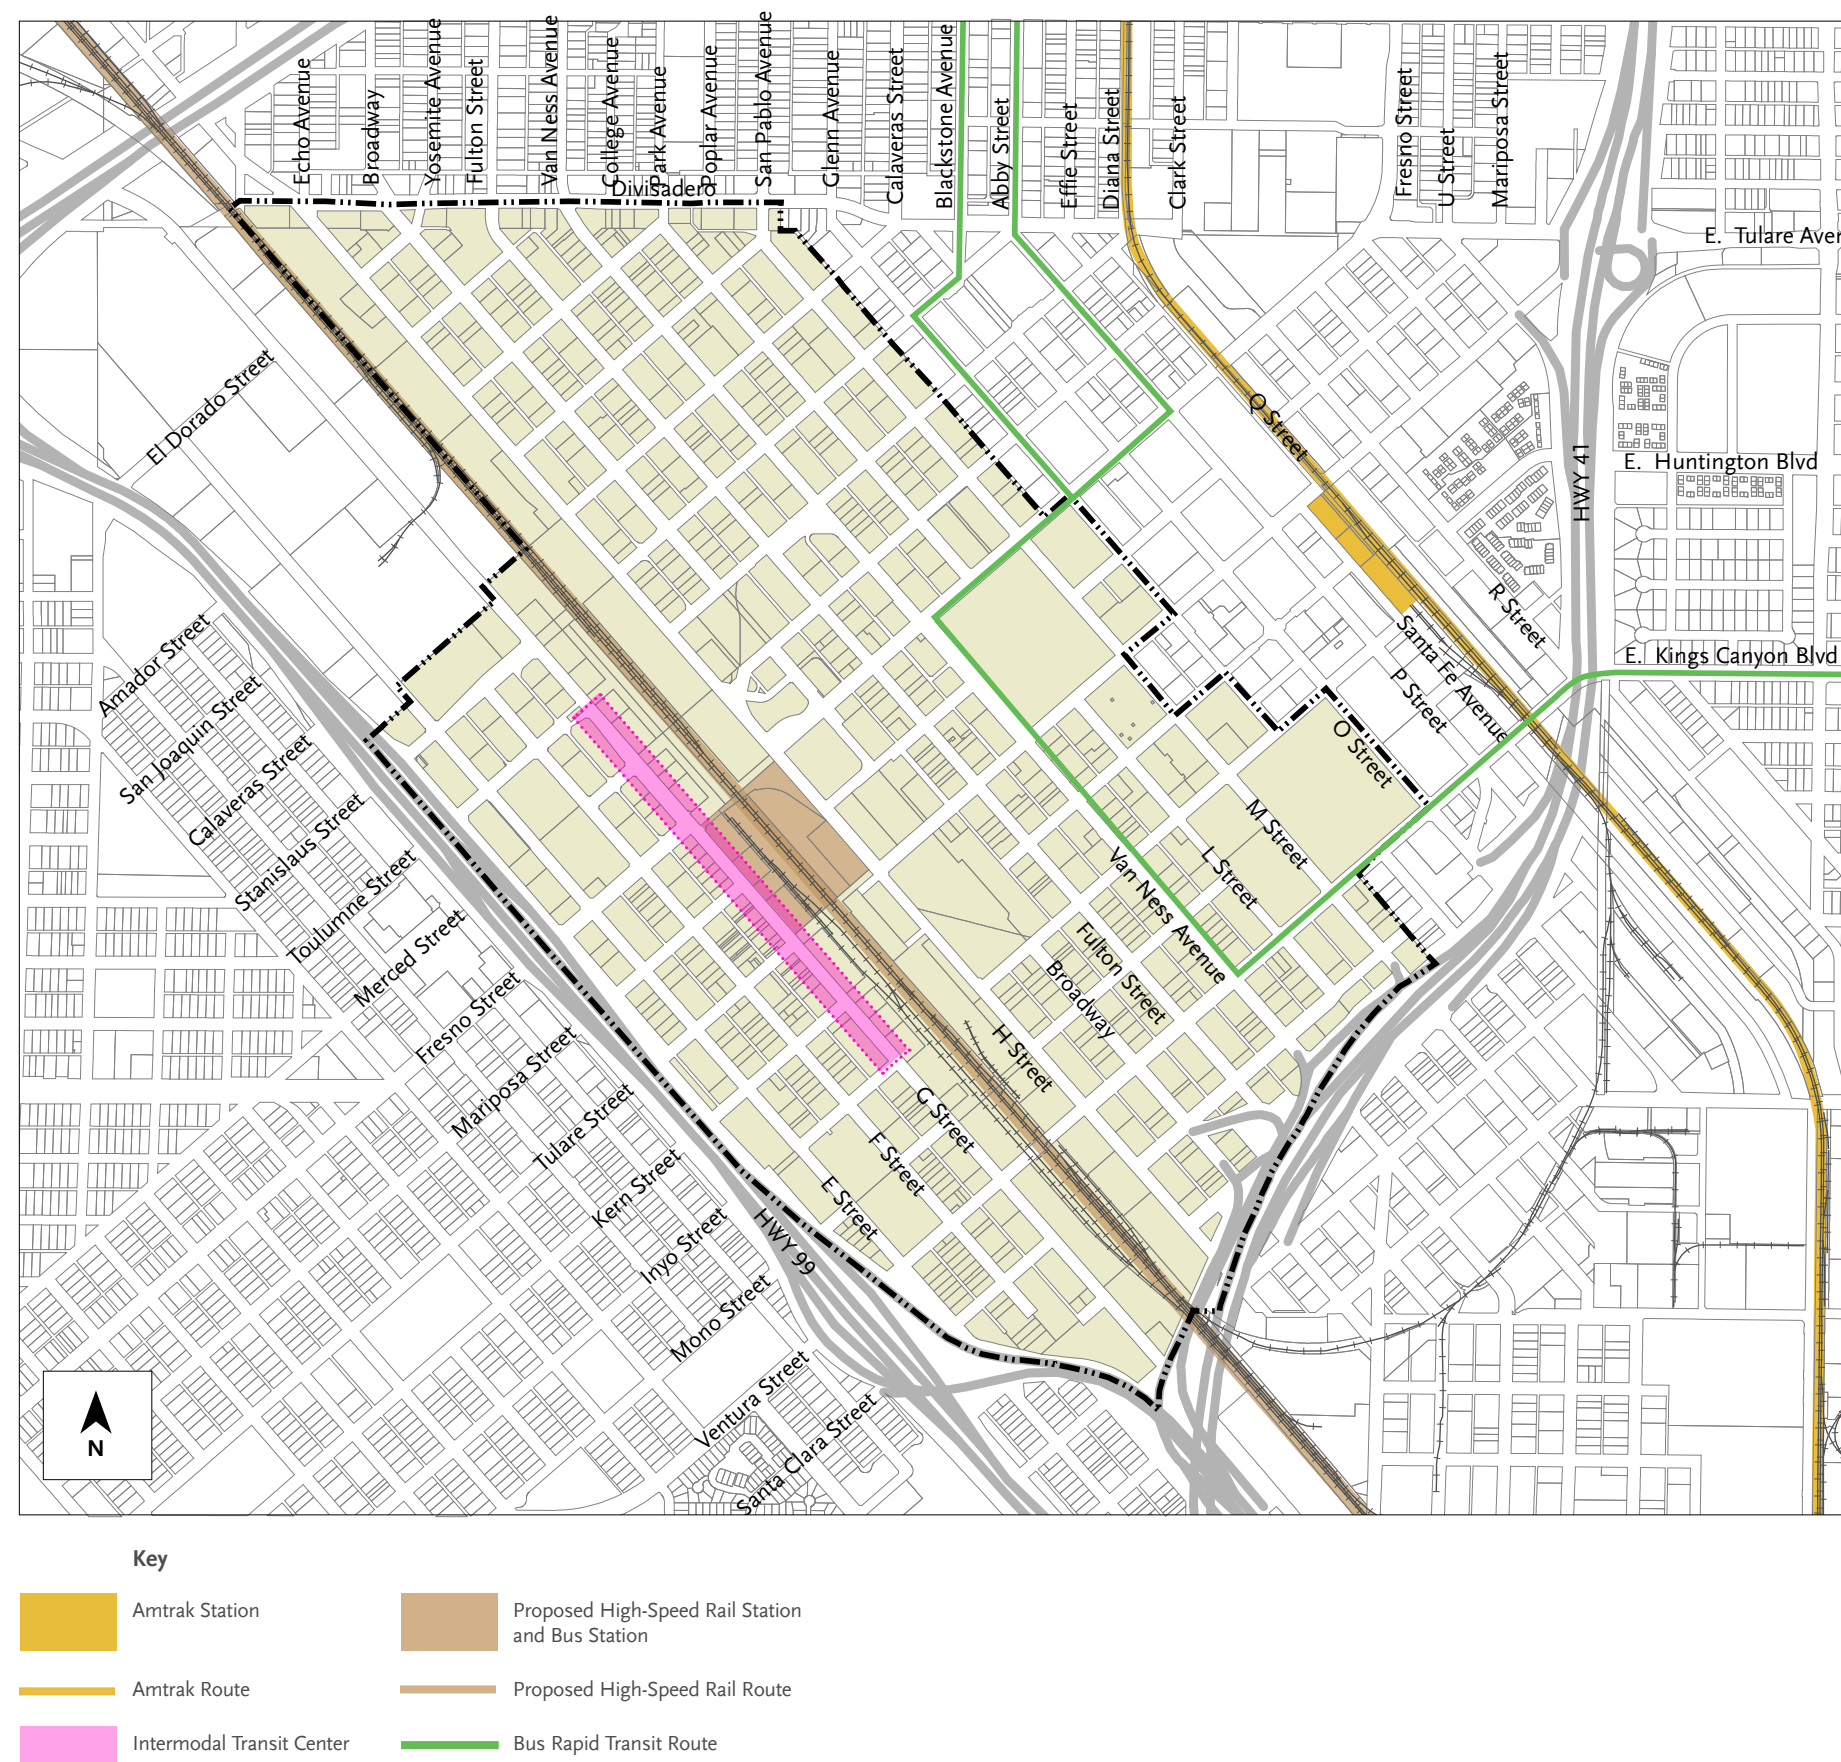 Echo Avenue
Broadway
Yosemite Avenue
Fulton Street
Van Ness Avenue
College Avenue
Park Avenue
Poplar Avenue
San Pablo Avenue
Glenn Avenue
Calaveras Street
Blackstone Avenue
Abby Street
Effie Street
Diana Street
Clark Street
Fresno Street
U Street
Mariposa Street
Divisadero
E. Tulare Aver
El Dorado Street
Q Street
HWY 41
E. Huntington Blvd
R Street
Santa Fe Avenue
P Street
E. Kings Canyon Blvd
O Street
Amador Street
San Joaquin Street
Calaveras Street
Stanislaus Street
Toulumne Street
Merced Street
Fresno Street
Mariposa Street
Tulare Street
Kern Street
Inyo Street
Mono Street
Ventura Street
Santa Clara Street
M Street
L Street
Van Ness Avenue
Fulton Street
Broadway
H Street
G Street
F Street
E Street
HWY 99
N
Key
Amtrak Station
Proposed High-Speed Rail Station
and Bus Station
Amtrak Route
Proposed High-Speed Rail Route
Intermodal Transit Center
Bus Rapid Transit Route